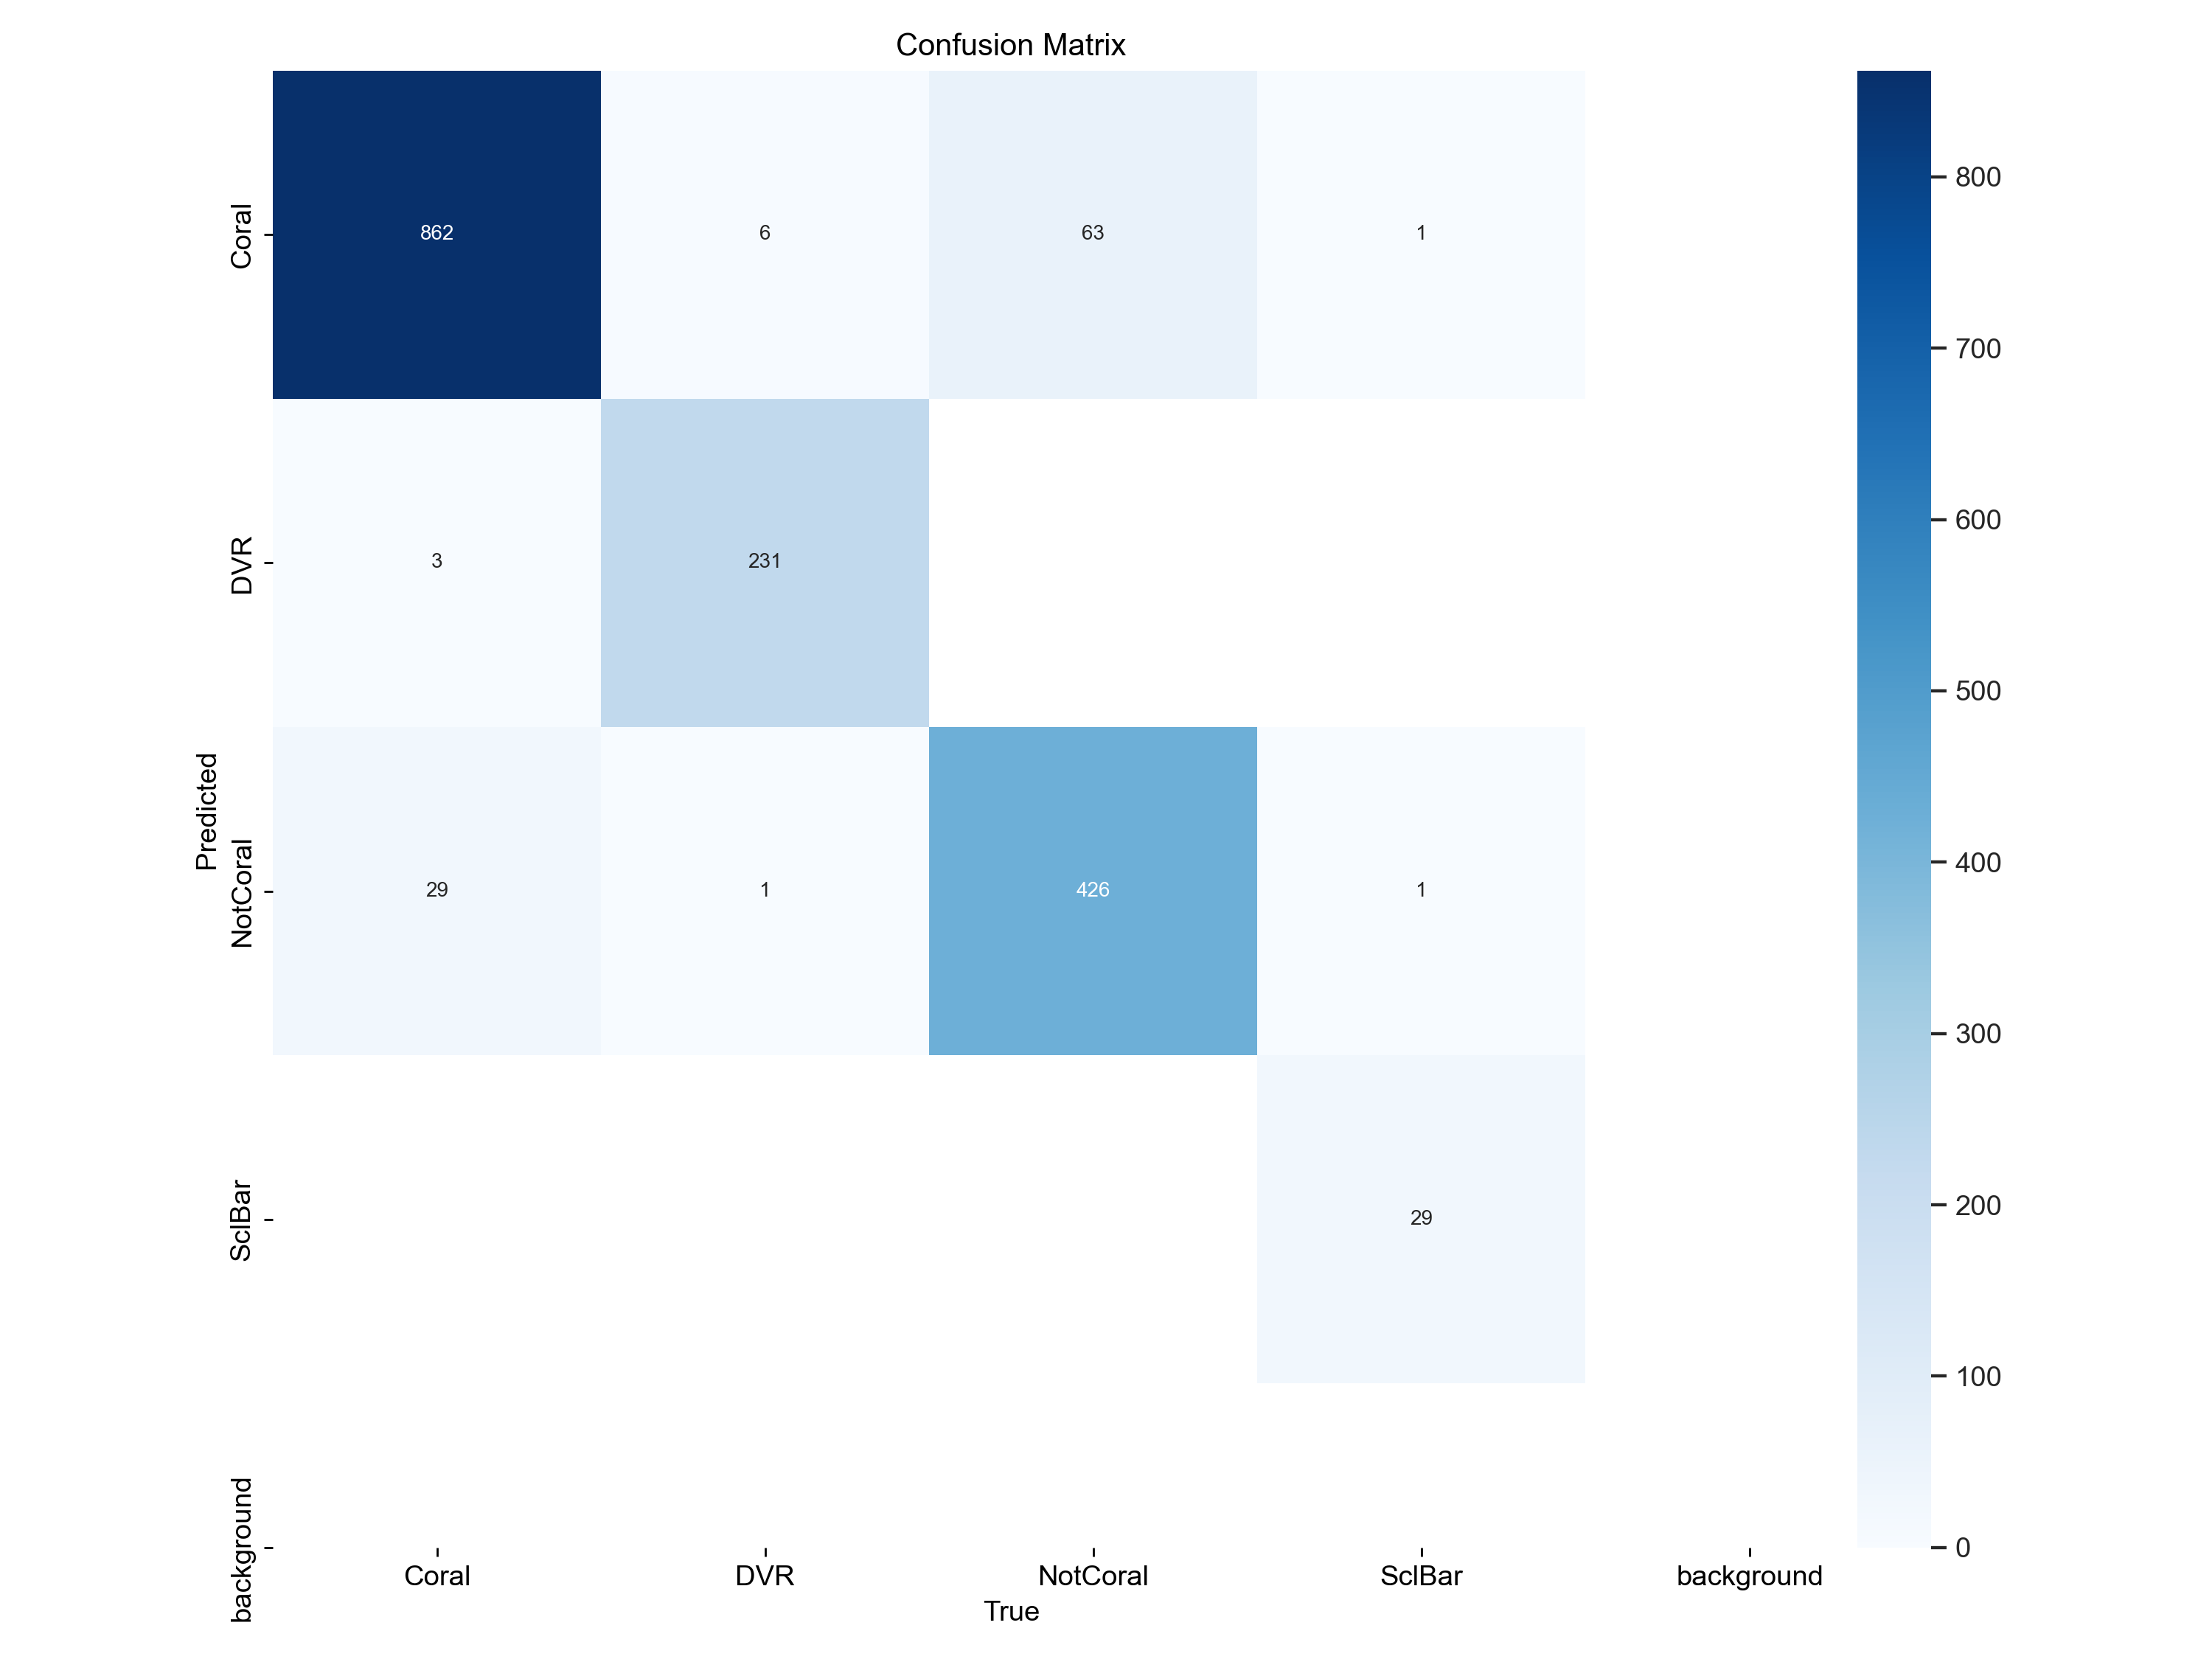 Confusion Matrix
Coral
862
6
63
1
DVR
3
231
NotCoral
29
1
426
1
SclBar
29
background
Predicted
Coral
DVR
NotCoral
SclBar
background
True
800
700
600
500
400
300
200
100
0